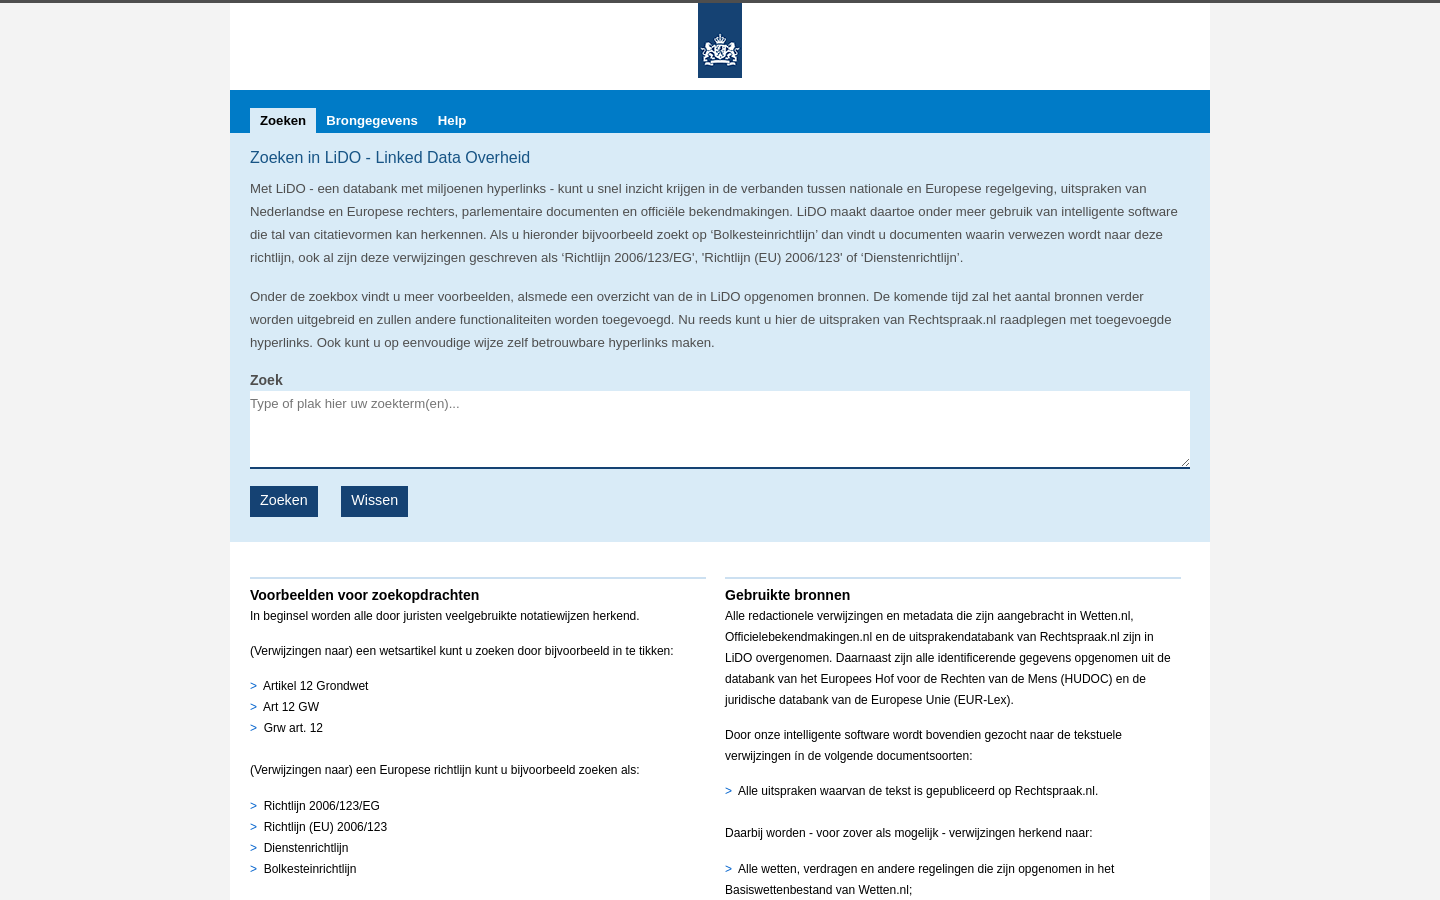 Zoeken Brongegevens Help
Zoeken in LiDO - Linked Data Overheid
Met LiDO - een databank met miljoenen hyperlinks - kunt u snel inzicht krijgen in de verbanden tussen nationale en Europese regelgeving, uitspraken van
Nederlandse en Europese rechters, parlementaire documenten en officiële bekendmakingen. LiDO maakt daartoe onder meer gebruik van intelligente software
die tal van citatievormen kan herkennen. Als u hieronder bijvoorbeeld zoekt op ‘Bolkesteinrichtlijn’ dan vindt u documenten waarin verwezen wordt naar deze
richtlijn, ook al zijn deze verwijzingen geschreven als ‘Richtlijn 2006/123/EG', 'Richtlijn (EU) 2006/123' of ‘Dienstenrichtlijn’.
Onder de zoekbox vindt u meer voorbeelden, alsmede een overzicht van de in LiDO opgenomen bronnen. De komende tijd zal het aantal bronnen verder
worden uitgebreid en zullen andere functionaliteiten worden toegevoegd. Nu reeds kunt u hier de uitspraken van Rechtspraak.nl raadplegen met toegevoegde
hyperlinks. Ook kunt u op eenvoudige wijze zelf betrouwbare hyperlinks maken.
Zoek
Type of plak hier uw zoekterm(en)...
Zoeken Wissen
Voorbeelden voor zoekopdrachten
In beginsel worden alle door juristen veelgebruikte notatiewijzen herkend.
(Verwijzingen naar) een wetsartikel kunt u zoeken door bijvoorbeeld in te tikken:
> Artikel 12 Grondwet
> Art 12 GW
> Grw art. 12
(Verwijzingen naar) een Europese richtlijn kunt u bijvoorbeeld zoeken als:
> Richtlijn 2006/123/EG
> Richtlijn (EU) 2006/123
> Dienstenrichtlijn
> Bolkesteinrichtlijn
Gebruikte bronnen
Alle redactionele verwijzingen en metadata die zijn aangebracht in Wetten.nl,
Officielebekendmakingen.nl en de uitsprakendatabank van Rechtspraak.nl zijn in
LiDO overgenomen. Daarnaast zijn alle identificerende gegevens opgenomen uit de
databank van het Europees Hof voor de Rechten van de Mens (HUDOC) en de
juridische databank van de Europese Unie (EUR-Lex).
Door onze intelligente software wordt bovendien gezocht naar de tekstuele
verwijzingen ín de volgende documentsoorten:
> Alle uitspraken waarvan de tekst is gepubliceerd op Rechtspraak.nl.
Daarbij worden - voor zover als mogelijk - verwijzingen herkend naar:
> Alle wetten, verdragen en andere regelingen die zijn opgenomen in het
Basiswettenbestand van Wetten.nl;